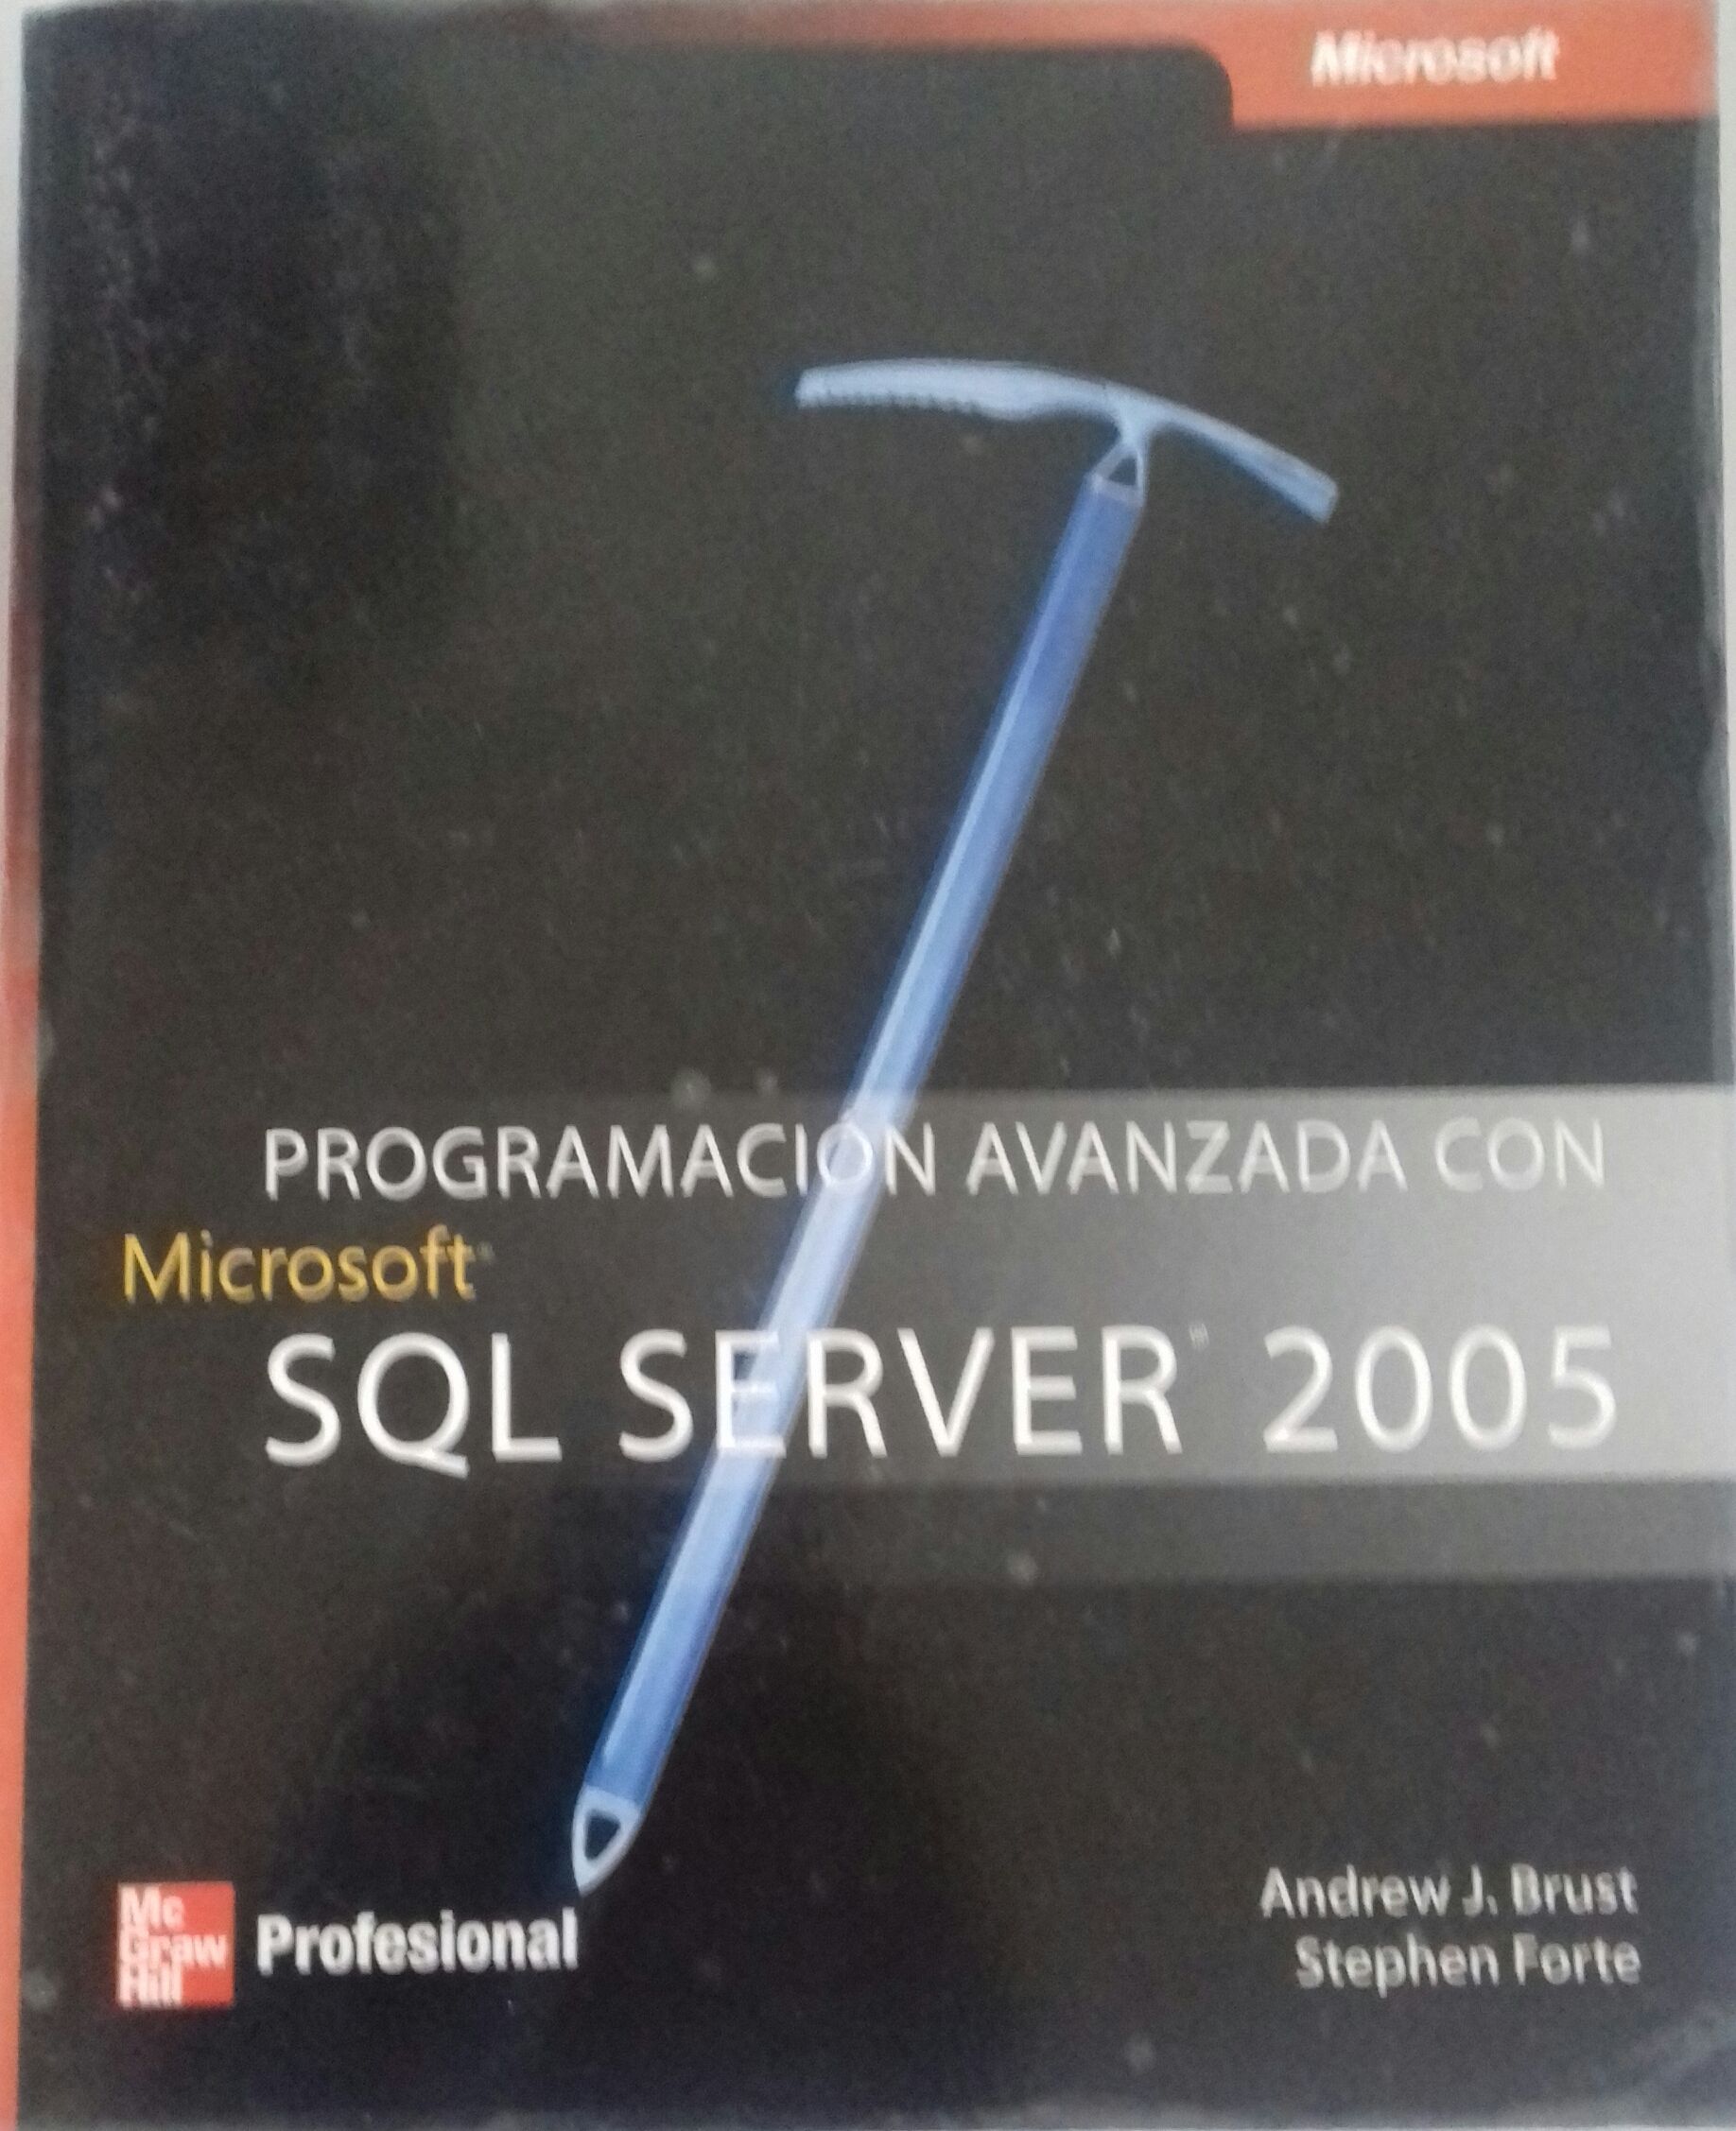 Microsoft
PROGRAMACIÓN AVANZADA CON
Microsoft®
SQL SERVER® 2005
Andrew J. Brust
Stephen Forte
Mc
Graw
Hill
Profesional